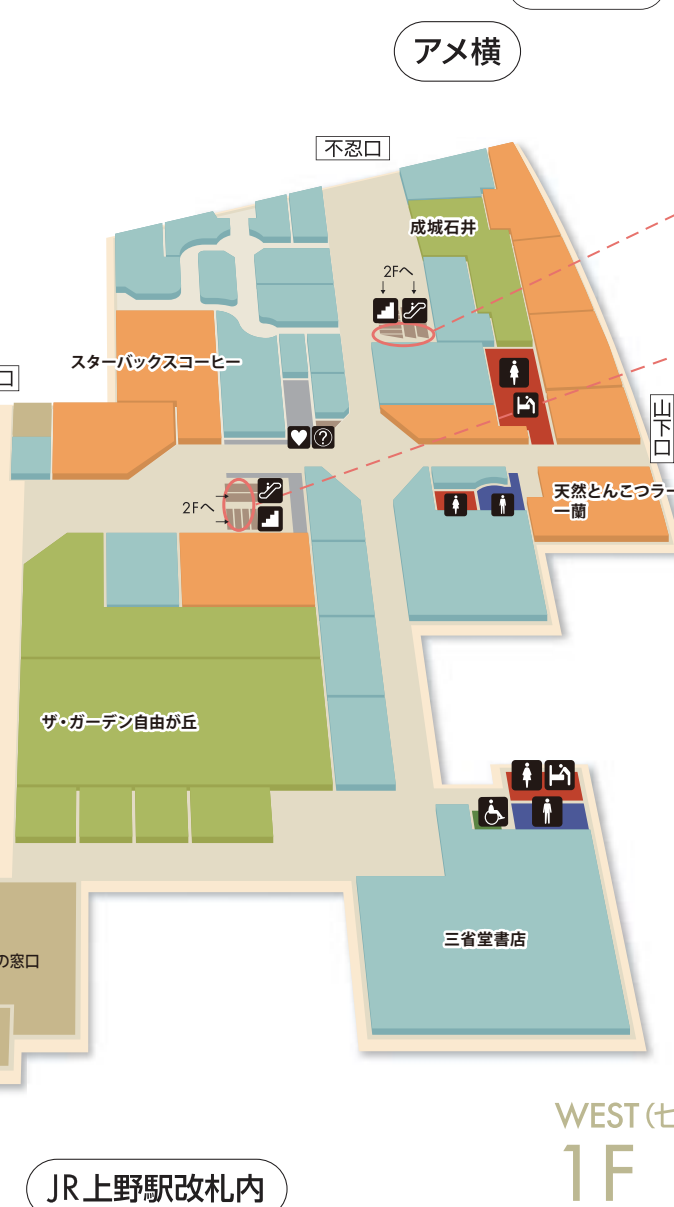 アメ横
不忍口
成城石井
2Fへ
スターバックスコーヒー
口
山下口
2Fへ
天然とんこつラー
一蘭
ザ・ガーデン自由が丘
三省堂書店
の窓口
WEST(七
1F
JR上野駅改札内